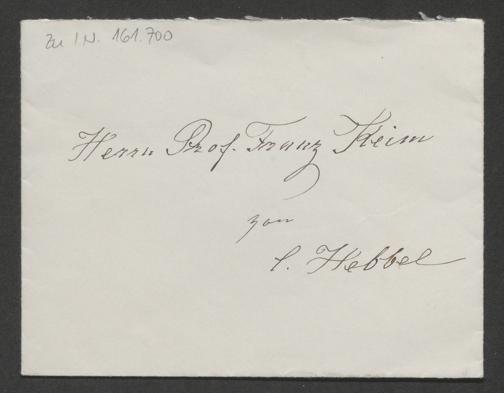 Zu I.N. 161.700
Herrn Prof. Franz Keim
von
C. Hebbel